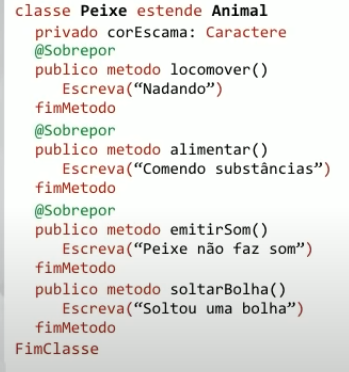 classe Peixe estende Animal
privado corEscama: Caractere
@Sobrepor
publico metodo locomover()
Escreva(“Nadando”)
fimMetodo
@Sobrepor
publico metodo alimentar()
Escreva(“Comendo substâncias”)
fimMetodo
@Sobrepor
publico metodo emitirSom()
Escreva(“Peixe não faz som”)
fimMetodo
publico metodo soltarBolha()
Escreva(“Soltou uma bolha”)
fimMetodo
FimClasse